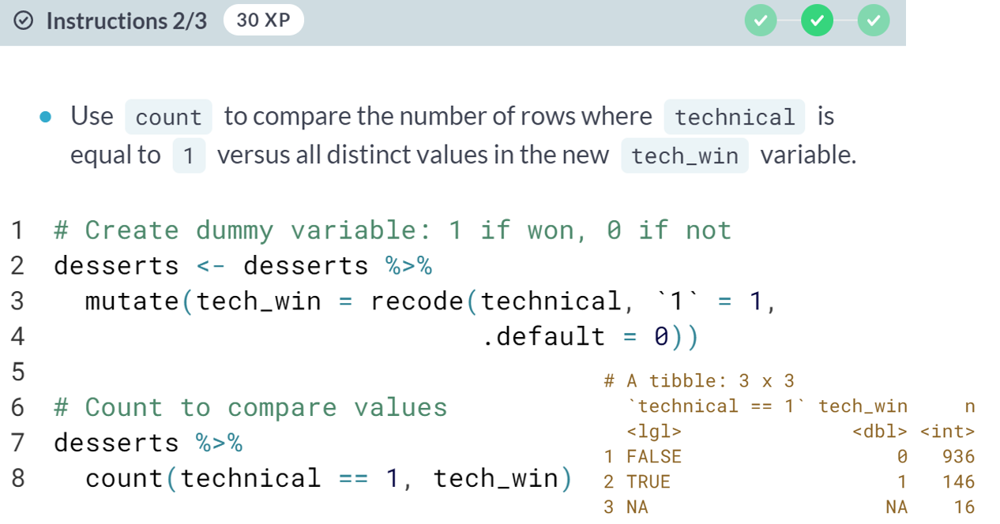 Instructions 2/3 30 XP
Use count to compare the number of rows where technical is
equal to 1 versus all distinct values in the new tech_win variable.
1 # Create dummy variable: 1 if won, 0 if not
2 desserts <- desserts %>%
3   mutate(tech_win = recode(technical, `1` = 1,
4                            .default = 0))
5
6 # Count to compare values
7 desserts %>%
8   count(technical == 1, tech_win)
# A tibble: 3 x 3
  `technical == 1` tech_win     n
  <lgl>               <dbl> <int>
1 FALSE                   0   936
2 TRUE                    1   146
3 NA                     NA    16